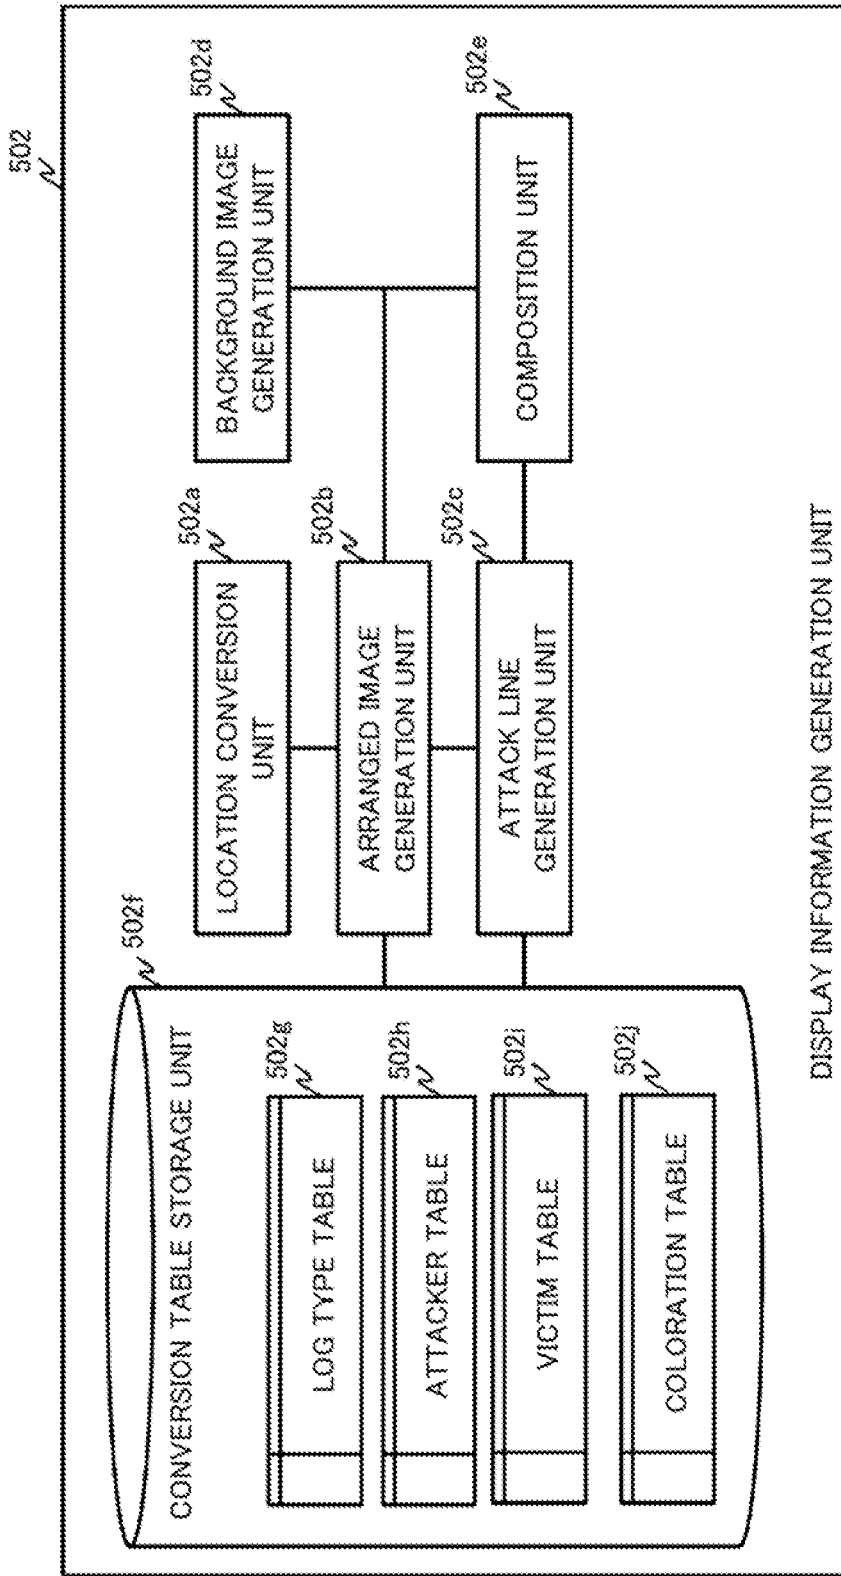 502
CONVERSION TABLE STORAGE UNIT
502f
LOG TYPE TABLE
502g
ATTACKER TABLE
502h
VICTIM TABLE
502i
COLORATION TABLE
502j
LOCATION CONVERSION
UNIT
502a
ARRANGED IMAGE
GENERATION UNIT
502b
ATTACK LINE
GENERATION UNIT
502c
BACKGROUND IMAGE
GENERATION UNIT
502d
COMPOSITION UNIT
502e
DISPLAY INFORMATION GENERATION UNIT